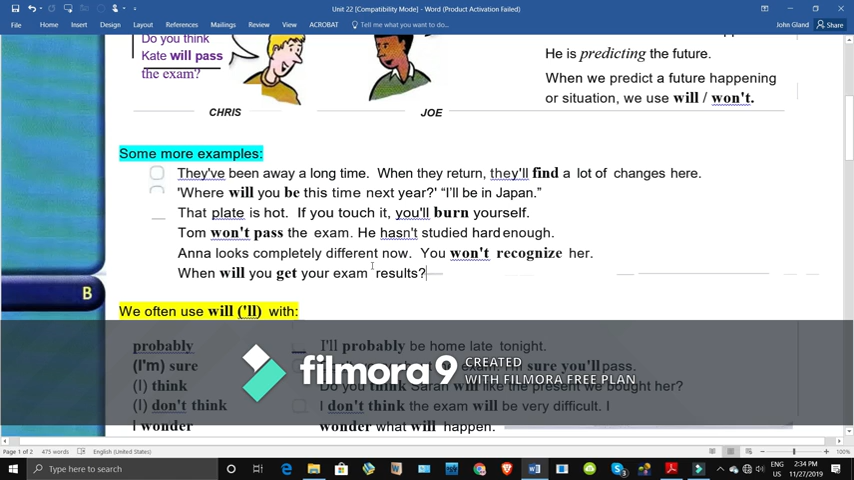 Unit 22 [Compatibility Mode] - Word (Product Activation Failed)
File Home Insert Design Layout References Mailings Review View ACROBAT Tell me what you want to do... John Gland Share
Do you think
Kate will pass
the exam?
He is predicting the future.
When we predict a future happening
or situation, we use will / won't.
CHRIS JOE
Some more examples:
They've been away a long time. When they return, they'll find a lot of changes here.
'Where will you be this time next year?' "I'll be in Japan."
That plate is hot. If you touch it, you'll burn yourself.
Tom won't pass the exam. He hasn't studied hard enough.
Anna looks completely different now. You won't recognize her.
When will you get your exam results?
B
We often use will ('ll) with:
probably I'll probably be home late tonight.
(I'm) sure exam, I'm sure you'll pass.
(I) think Do you think Sarah will like the present we bought her?
(I) don't think I don't think the exam will be very difficult. I
I wonder wonder what will happen.
filmora 9 CREATED
WITH FILMORA FREE PLAN
Page 1 of 2 475 words English (United States) 100%
Type here to search
ENG 2:34 PM
US 11/27/2019